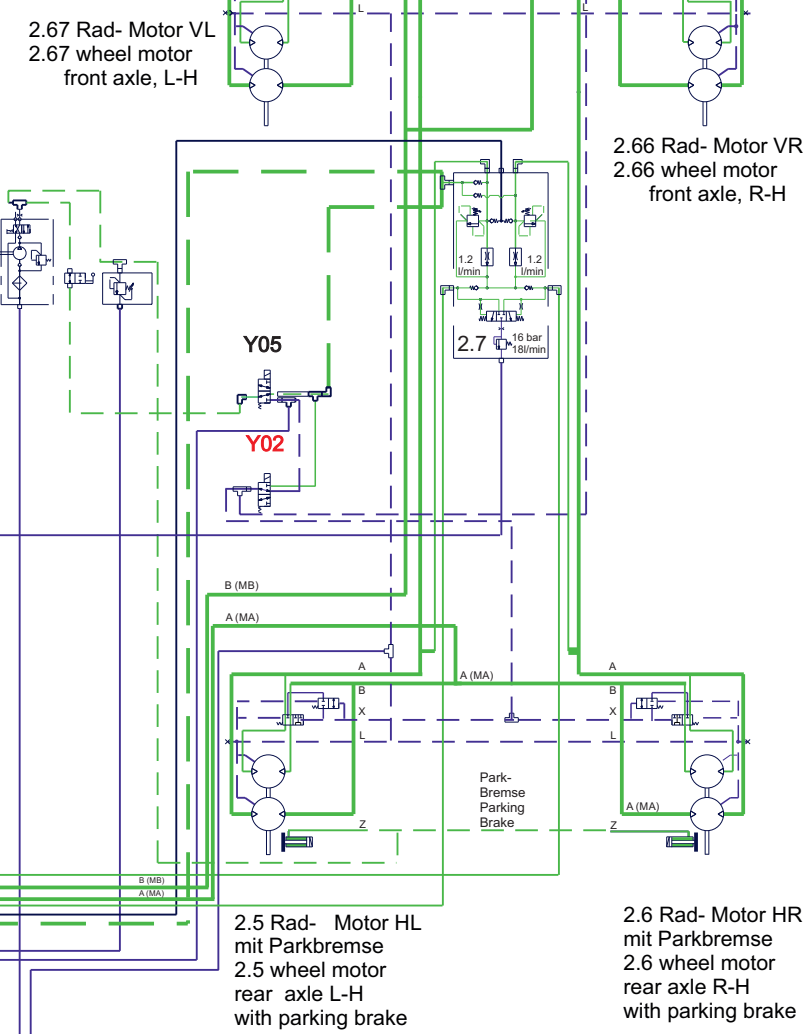 L
L
2.67 Rad- Motor VL
2.67 wheel motor
front axle, L-H
2.66 Rad- Motor VR
2.66 wheel motor
front axle, R-H
1.2
l/min
1.2
l/min
2.7
16 bar
18l/min
Y05
Y02
B (MB)
A (MA)
A
A (MA)
A
B
B
X
X
L
L
Park-
Bremse
Parking
Brake
A (MA)
Z
Z
B (MB)
A (MA)
2.5 Rad- Motor HL
mit Parkbremse
2.5 wheel motor
rear axle L-H
with parking brake
2.6 Rad- Motor HR
mit Parkbremse
2.6 wheel motor
rear axle R-H
with parking brake